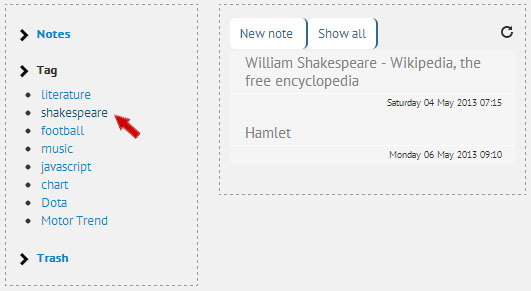 Notes
Tag
literature
shakespeare
football
music
javascript
chart
Dota
Motor Trend
Trash
New note
Show all
William Shakespeare - Wikipedia, the
free encyclopedia
Saturday 04 May 2013 07:15
Hamlet
Monday 06 May 2013 09:10